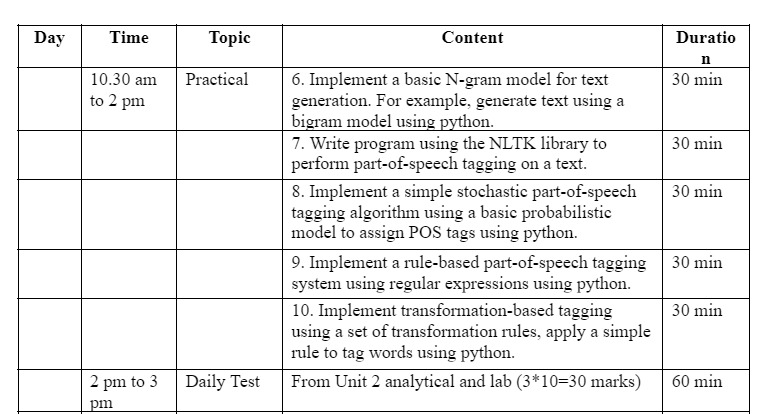 Day Time Topic Content Duratio
n
10.30 am Practical 6. Implement a basic N-gram model for text 30 min
to 2 pm generation. For example, generate text using a
bigram model using python.
7. Write program using the NLTK library to 30 min
perform part-of-speech tagging on a text.
8. Implement a simple stochastic part-of-speech 30 min
tagging algorithm using a basic probabilistic
model to assign POS tags using python.
9. Implement a rule-based part-of-speech tagging 30 min
system using regular expressions using python.
10. Implement transformation-based tagging 30 min
using a set of transformation rules, apply a simple
rule to tag words using python.
2 pm to 3 Daily Test From Unit 2 analytical and lab (3*10=30 marks) 60 min
pm